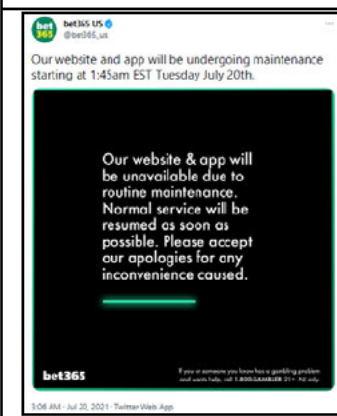 bet365
bet365 US
@bet365_us
Our website and app will be undergoing maintenance
starting at 1:45am EST Tuesday July 20th.
Our website & app will
be unavailable due to
routine maintenance.
Normal service will be
resumed as soon as
possible. Please accept
our apologies for any
inconvenience caused.
bet365
If you or someone you know has a gambling problem
and wants help, call 1-800-GAMBLER 21+. NJ only.
3:06 AM · Jul 20, 2021 · Twitter Web App